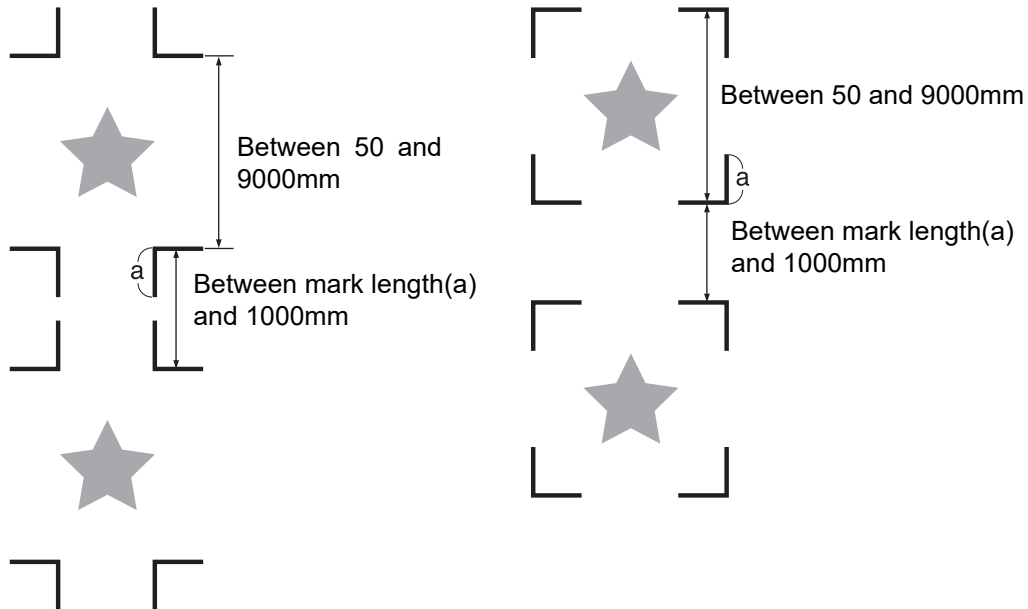 Between 50 and
9000mm
a
Between mark length(a)
and 1000mm
Between 50 and 9000mm
a
Between mark length(a)
and 1000mm